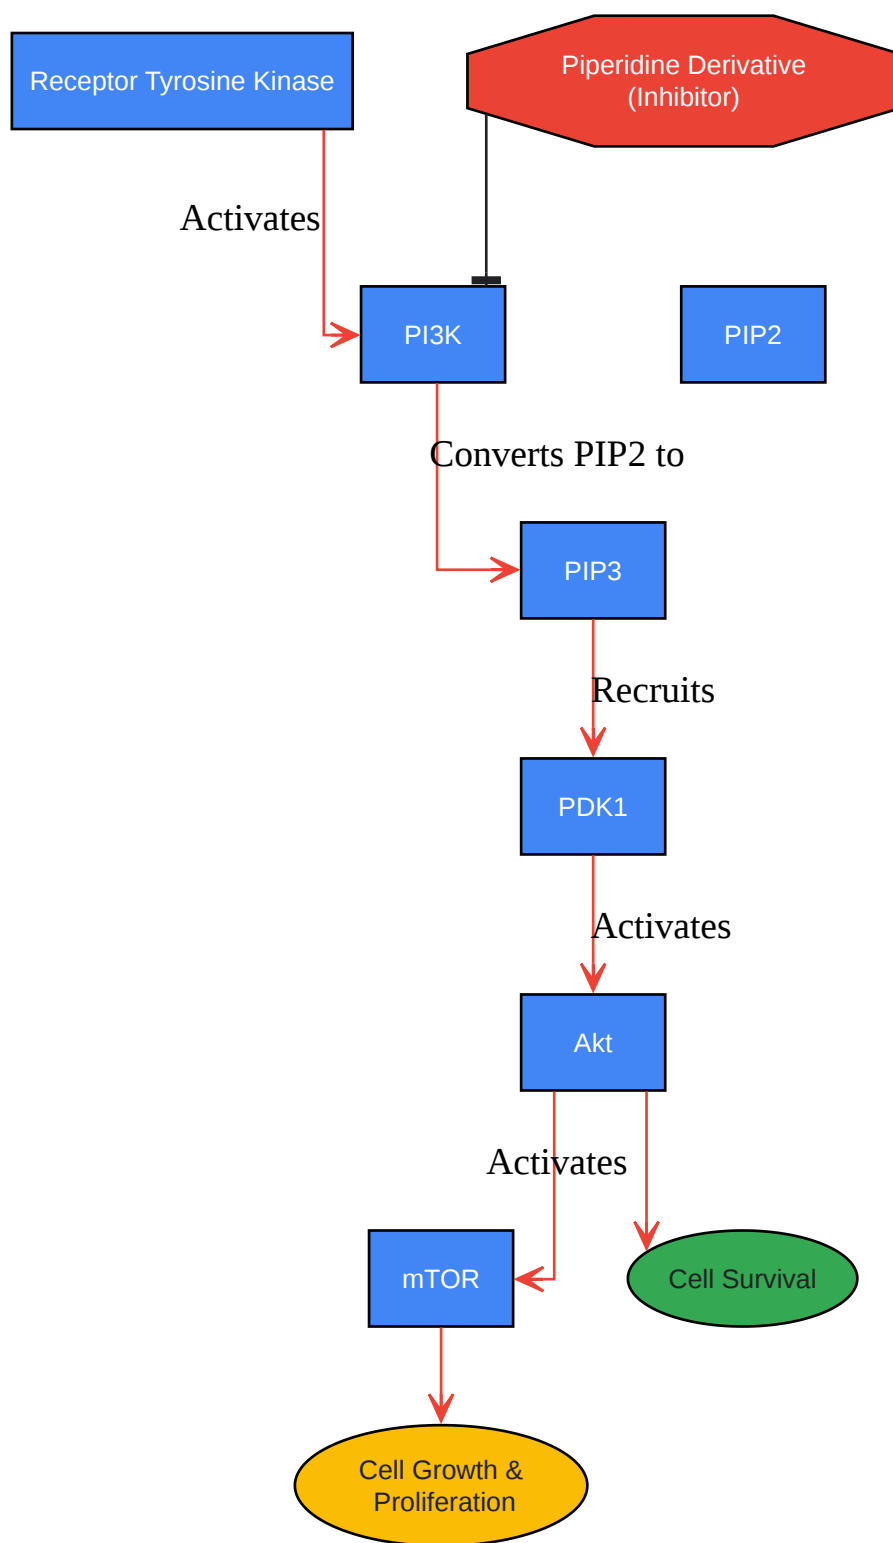 Receptor Tyrosine Kinase
Piperidine Derivative
(Inhibitor)
Activates
PI3K
PIP2
Converts PIP2 to
PIP3
Recruits
PDK1
Activates
Akt
Activates
mTOR
Cell Survival
Cell Growth &
Proliferation